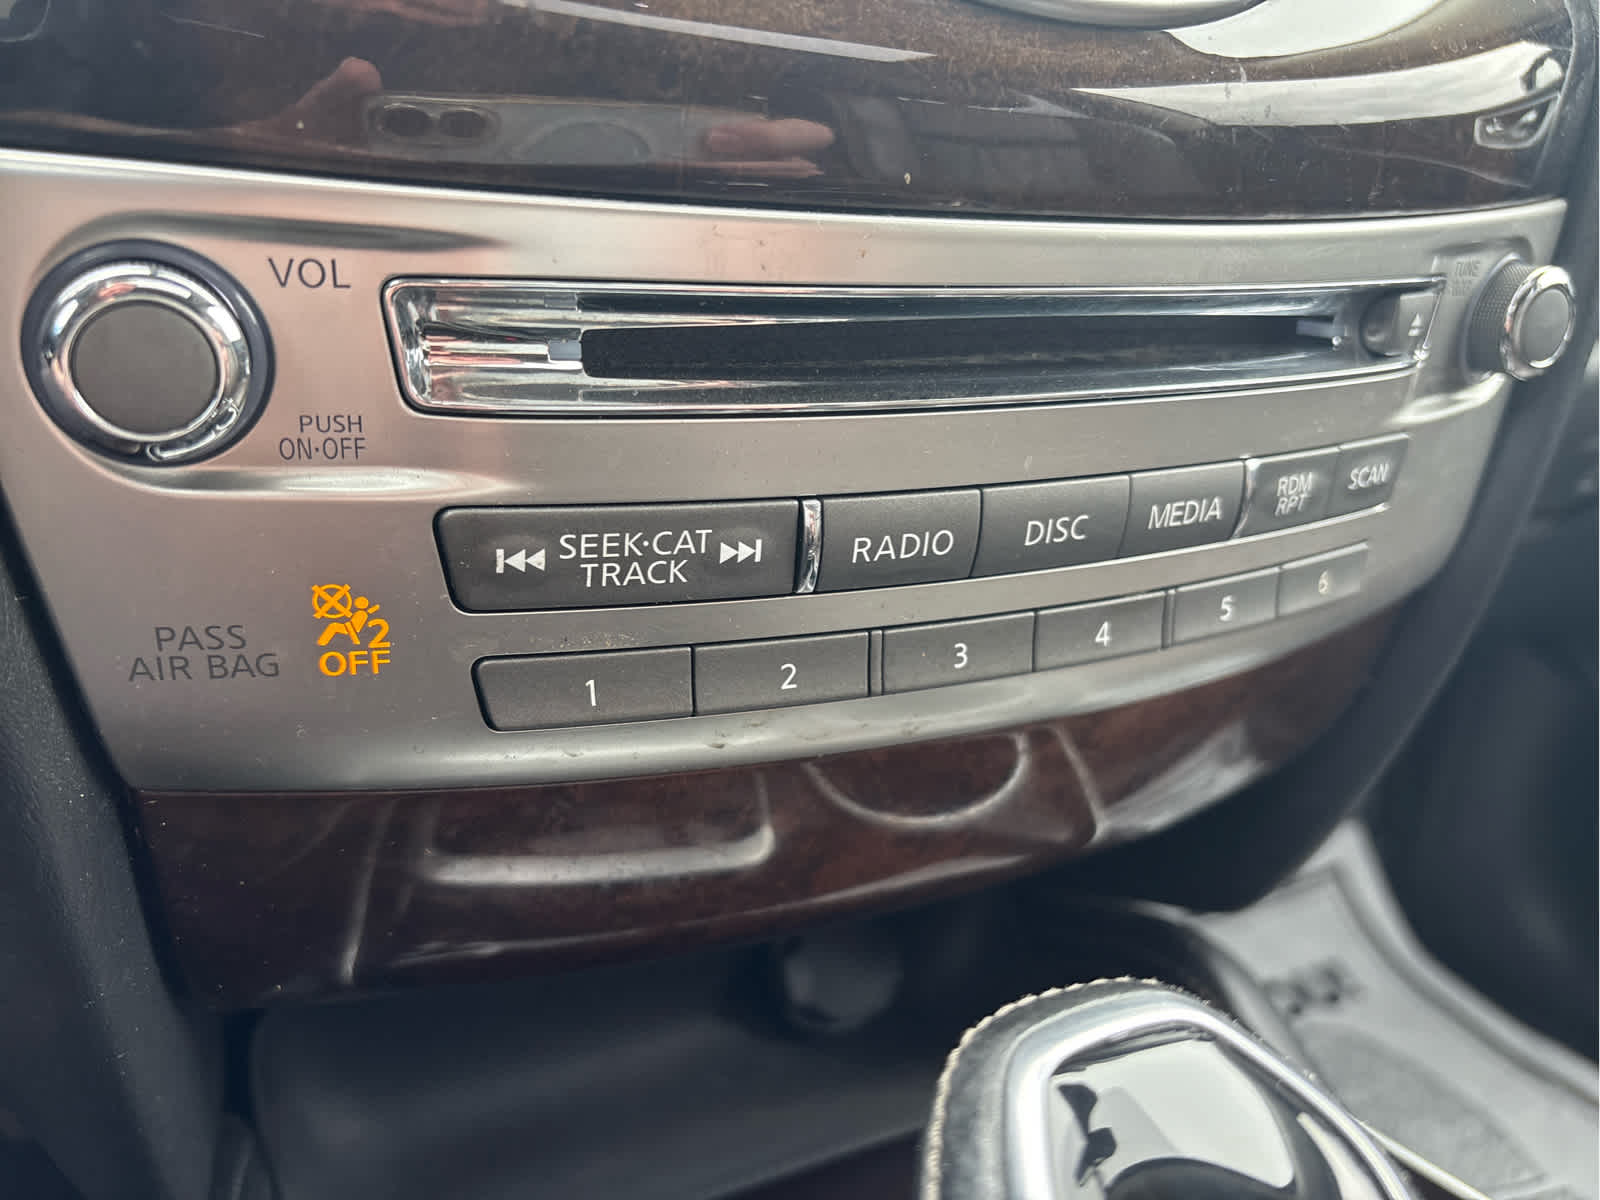 VOL
TUNE
PUSH
ON·OFF
SEEK·CAT
TRACK
RADIO
DISC
MEDIA
RDM
RPT
SCAN
PASS
AIR BAG
2
OFF
1
2
3
4
5
6